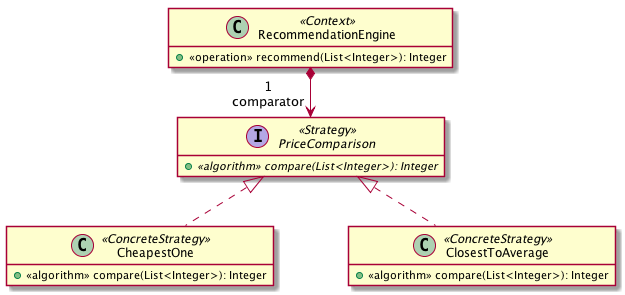 C
«Context»
RecommendationEngine
«operation» recommend(List<Integer>): Integer
1
comparator
I
«Strategy»
PriceComparison
«algorithm» compare(List<Integer>): Integer
C
«ConcreteStrategy»
CheapestOne
«algorithm» compare(List<Integer>): Integer
C
«ConcreteStrategy»
ClosestToAverage
«algorithm» compare(List<Integer>): Integer